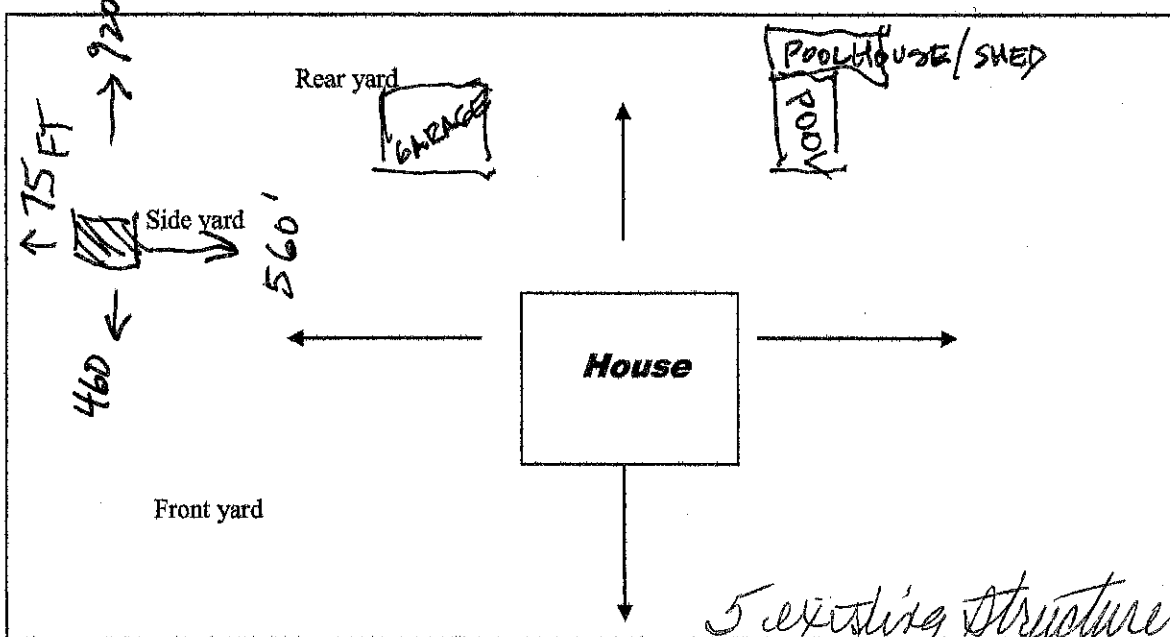 920
POOLHOUSE/SHED
Rear yard
GARAGE
POOL
75 FT
Side yard
560'
460
House
Front yard
5 existing structure